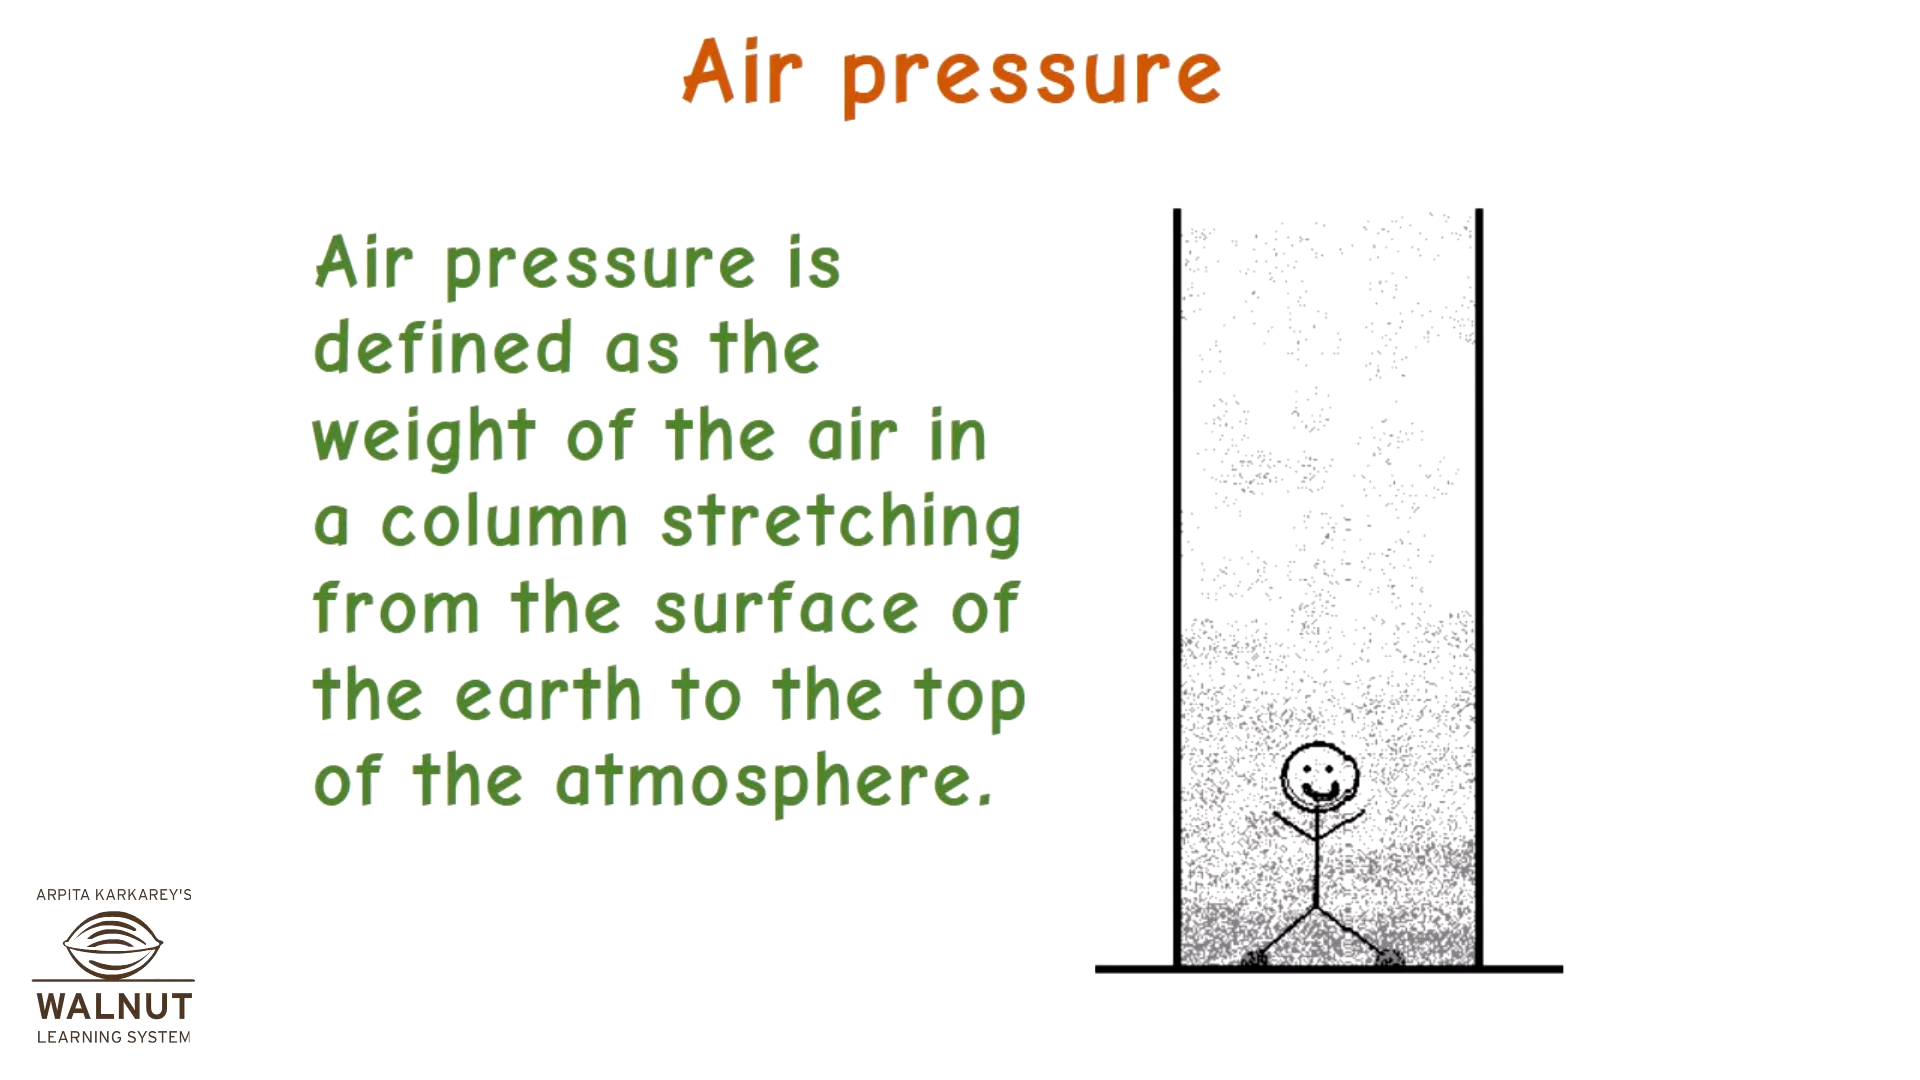 Air pressure
Air pressure is
defined as the
weight of the air in
a column stretching
from the surface of
the earth to the top
of the atmosphere.
ARPITA KARKAREY'S
WALNUT
LEARNING SYSTEM